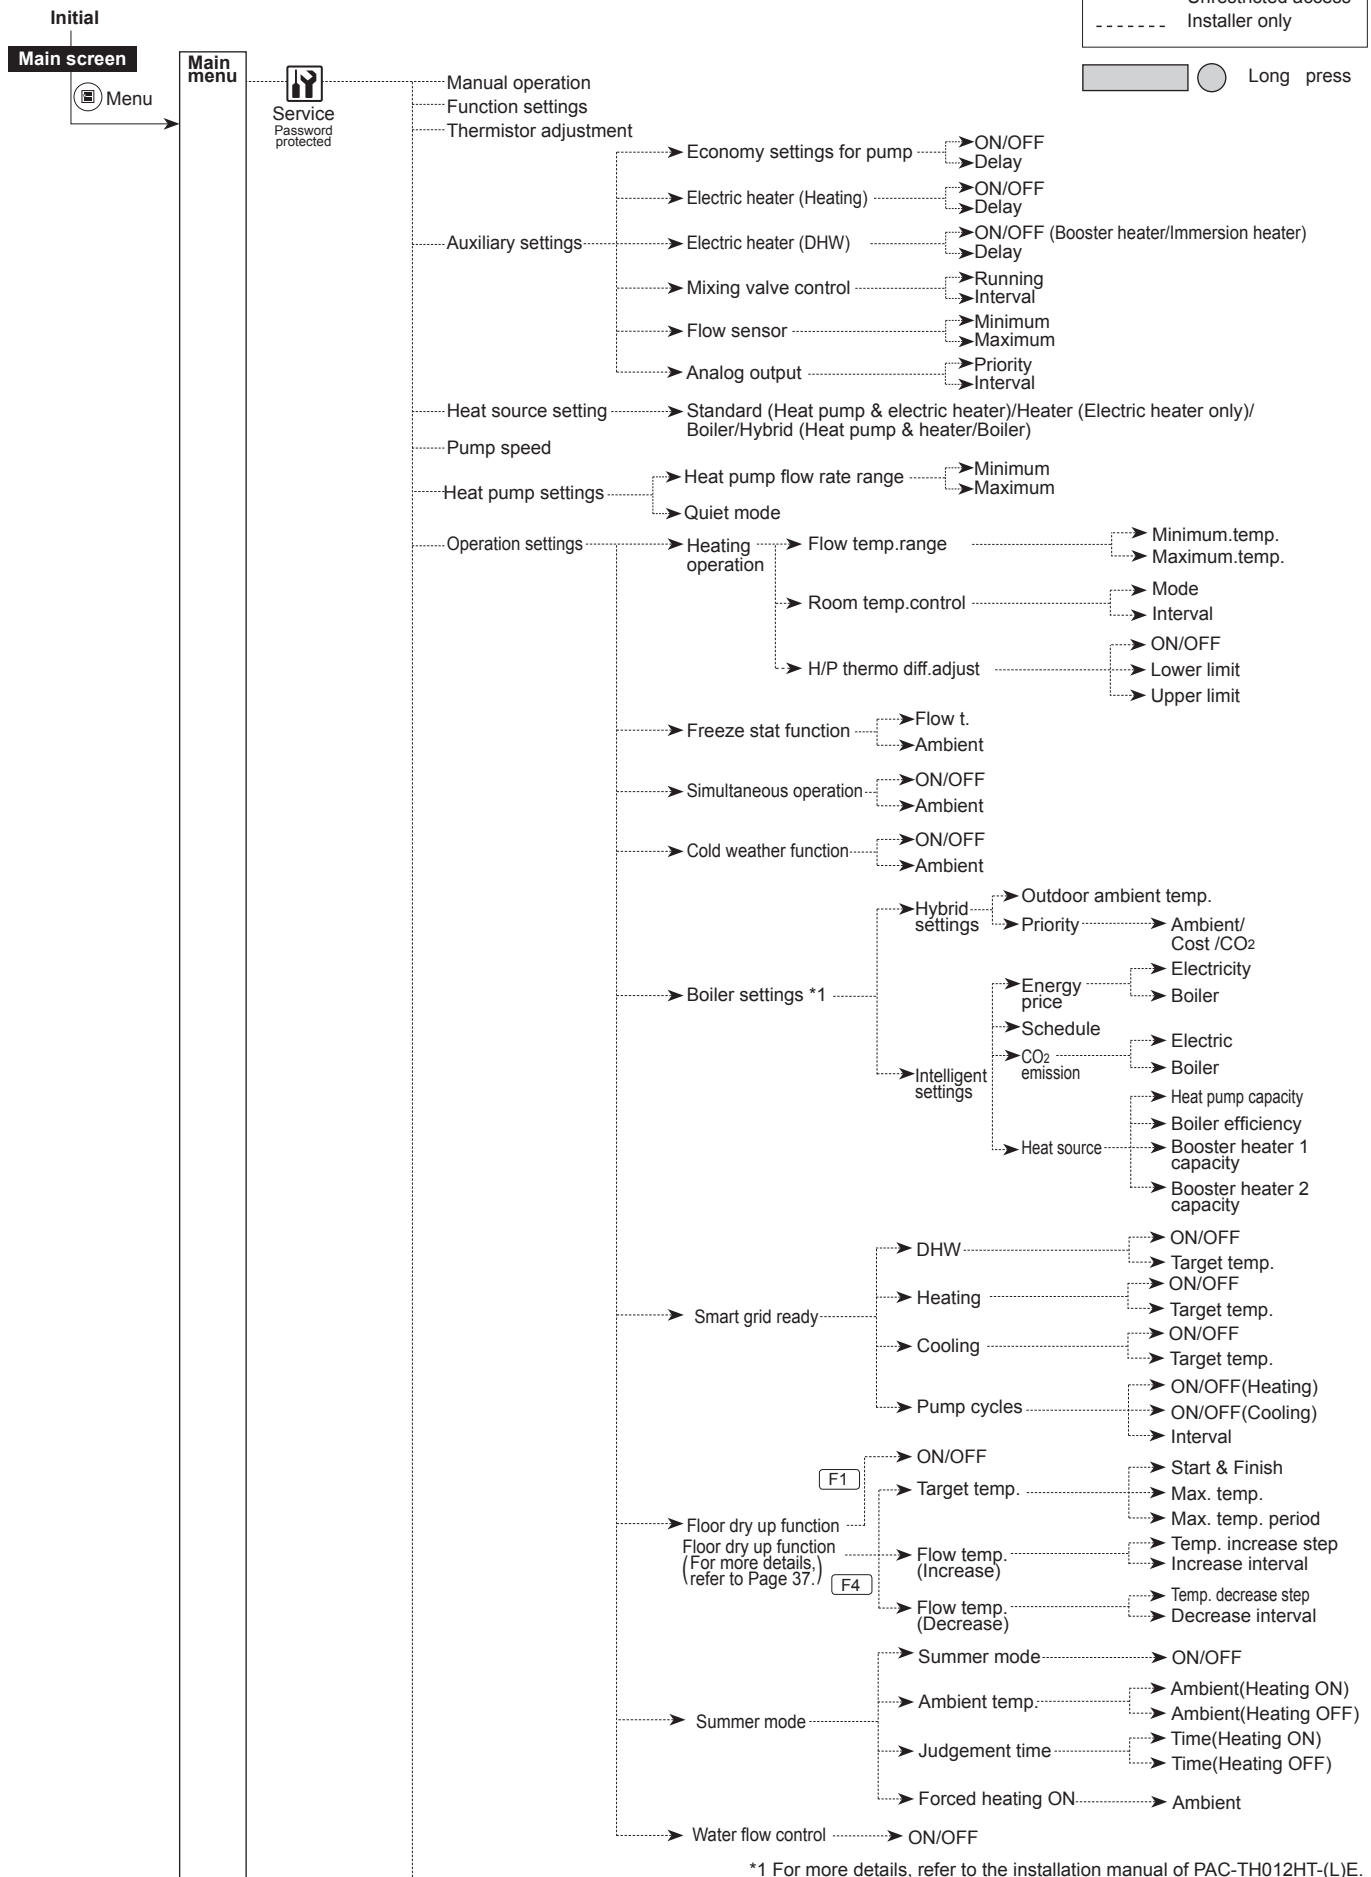 Unrestricted access
Installer only
Long press
Initial
Main screen
Menu
Main
menu
Service
Password
protected
Manual operation
Function settings
Thermistor adjustment
Auxiliary settings
Economy settings for pump
ON/OFF
Delay
Electric heater (Heating)
ON/OFF
Delay
Electric heater (DHW)
ON/OFF (Booster heater/Immersion heater)
Delay
Mixing valve control
Running
Interval
Flow sensor
Minimum
Maximum
Analog output
Priority
Interval
Heat source setting
Standard (Heat pump & electric heater)/Heater (Electric heater only)/
Boiler/Hybrid (Heat pump & heater/Boiler)
Pump speed
Heat pump settings
Heat pump flow rate range
Minimum
Maximum
Quiet mode
Operation settings
Heating
operation
Flow temp.range
Minimum.temp.
Maximum.temp.
Room temp.control
Mode
Interval
H/P thermo diff.adjust
ON/OFF
Lower limit
Upper limit
Freeze stat function
Flow t.
Ambient
Simultaneous operation
ON/OFF
Ambient
Cold weather function
ON/OFF
Ambient
Boiler settings *1
Hybrid
settings
Outdoor ambient temp.
Priority
Ambient/
Cost /CO2
Intelligent
settings
Energy
price
Electricity
Boiler
Schedule
CO2
emission
Electric
Boiler
Heat source
Heat pump capacity
Boiler efficiency
Booster heater 1
capacity
Booster heater 2
capacity
Smart grid ready
DHW
ON/OFF
Target temp.
Heating
ON/OFF
Target temp.
Cooling
ON/OFF
Target temp.
Pump cycles
ON/OFF(Heating)
ON/OFF(Cooling)
Interval
Floor dry up function
F1
ON/OFF
Floor dry up function
(For more details,
refer to Page 37.)
F4
Target temp.
Start & Finish
Max. temp.
Max. temp. period
Flow temp.
(Increase)
Temp. increase step
Increase interval
Flow temp.
(Decrease)
Temp. decrease step
Decrease interval
Summer mode
Summer mode
ON/OFF
Ambient temp.
Ambient(Heating ON)
Ambient(Heating OFF)
Judgement time
Time(Heating ON)
Time(Heating OFF)
Forced heating ON
Ambient
Water flow control
ON/OFF
*1 For more details, refer to the installation manual of PAC-TH012HT-(L)E.